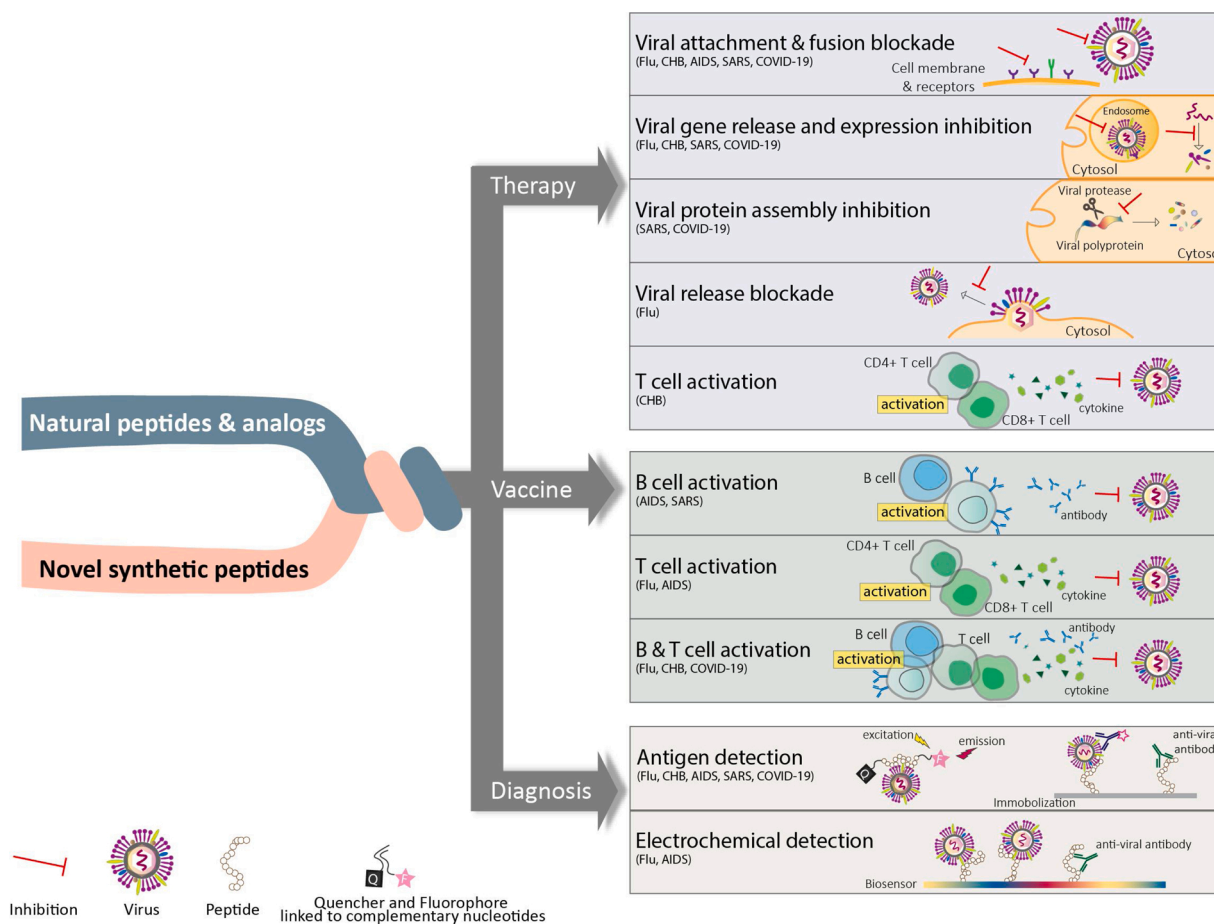 Natural peptides & analogs
Novel synthetic peptides
Therapy
Vaccine
Diagnosis
Viral attachment & fusion blockade
(Flu, CHB, AIDS, SARS, COVID-19)
Cell membrane
& receptors
Viral gene release and expression inhibition
(Flu, CHB, SARS, COVID-19)
Endosome
Cytosol
Viral protein assembly inhibition
(SARS, COVID-19)
Viral protease
Viral polyprotein
Cytoso
Viral release blockade
(Flu)
Cytosol
T cell activation
(CHB)
CD4+ T cell
activation
CD8+ T cell
cytokine
B cell activation
(AIDS, SARS)
B cell
activation
antibody
T cell activation
(Flu, AIDS)
CD4+ T cell
activation
CD8+ T cell
cytokine
B & T cell activation
(Flu, CHB, COVID-19)
B cell
T cell
activation
antibody
cytokine
Antigen detection
(Flu, CHB, AIDS, SARS, COVID-19)
excitation
emission
Q
F
anti-viral
antibody
Immobolization
Electrochemical detection
(Flu, AIDS)
anti-viral antibody
Biosensor
Inhibition
Virus
Peptide
Q
F
Quencher and Fluorophore
linked to complementary nucleotides